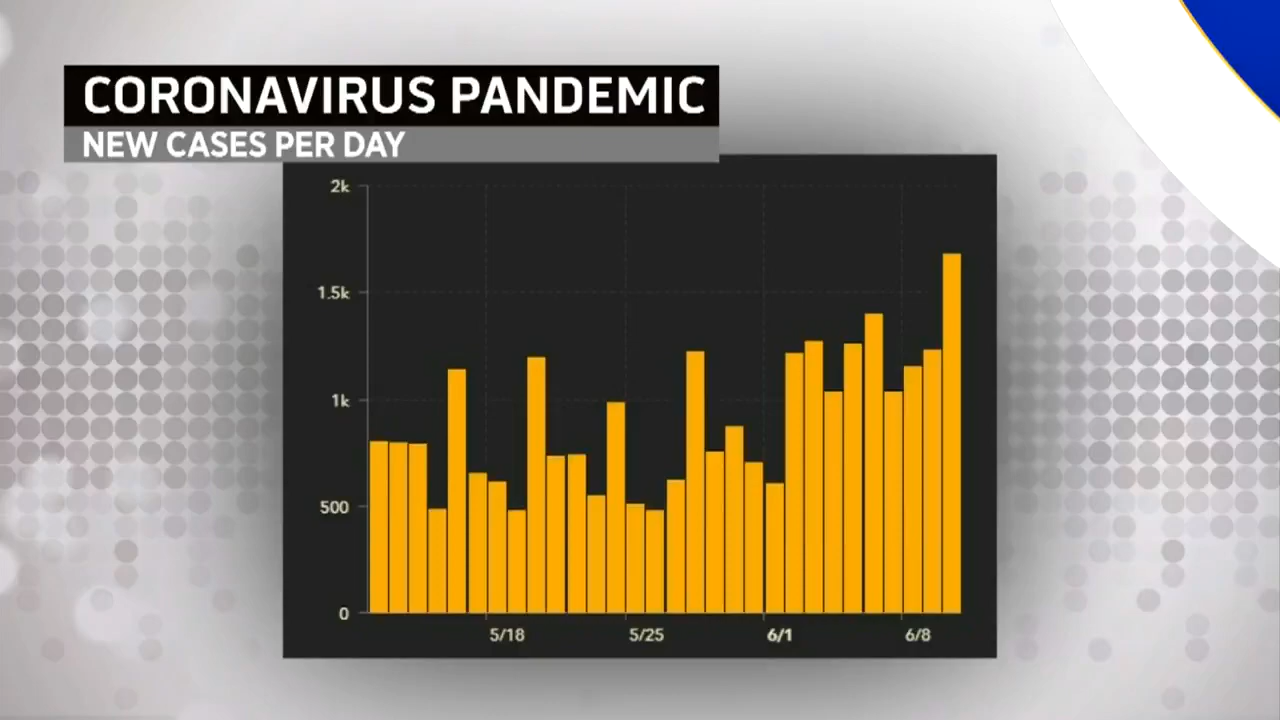 CORONAVIRUS PANDEMIC
NEW CASES PER DAY
2k
1.5k
1k
500
0
5/18 5/25 6/1 6/8